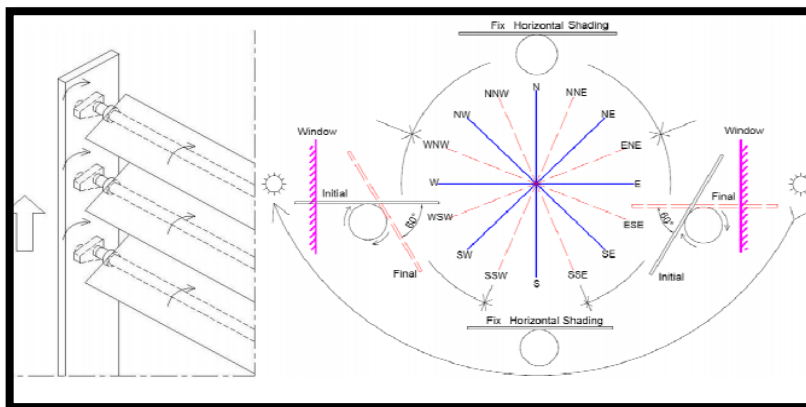 Fix Horizontal Shading
N
NNW
NNE
NW
NE
Window
Window
WNW
ENE
Initial
W
E
Final
60°
60°
WSW
ESE
SW
SE
Final
SSW
SSE
Initial
S
Fix Horizontal Shading